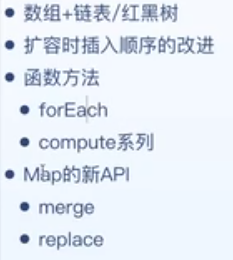 • 数组+链表/红黑树
• 扩容时插入顺序的改进
• 函数方法
• forEach
• compute系列
• Map的新API
• merge
• replace